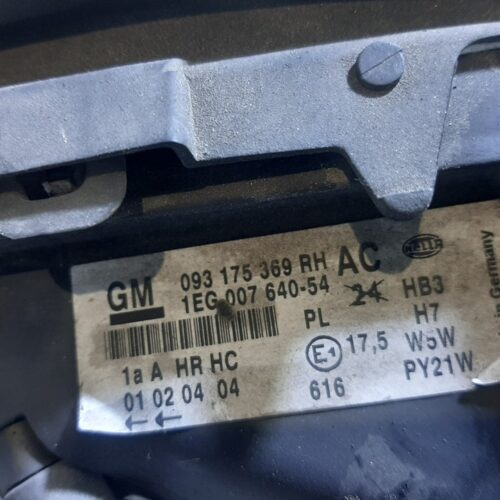 GM 093 175 369 RH AC HELLA
1EG 007 640-54 24 HB3
PL H7
1a A HR HC E1 17,5 W5W
01 02 04 04 616 PY21W
← ←
in Germany